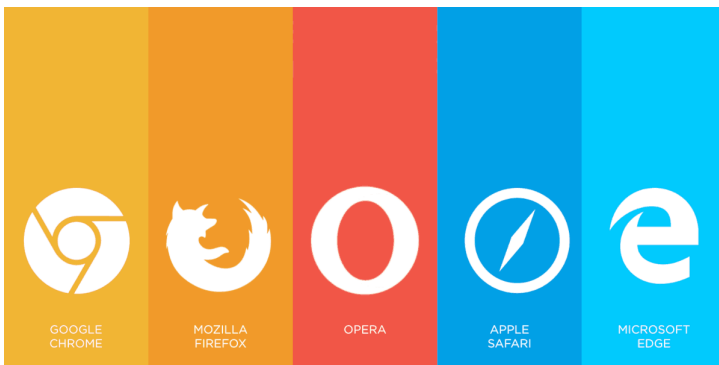 GOOGLE
CHROME
MOZILLA
FIREFOX
OPERA
APPLE
SAFARI
MICROSOFT
EDGE